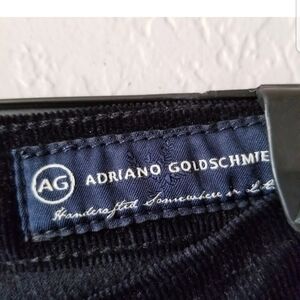 AG ADRIANO GOLDSCHMIE
Handcrafted Somewhere in L.A.